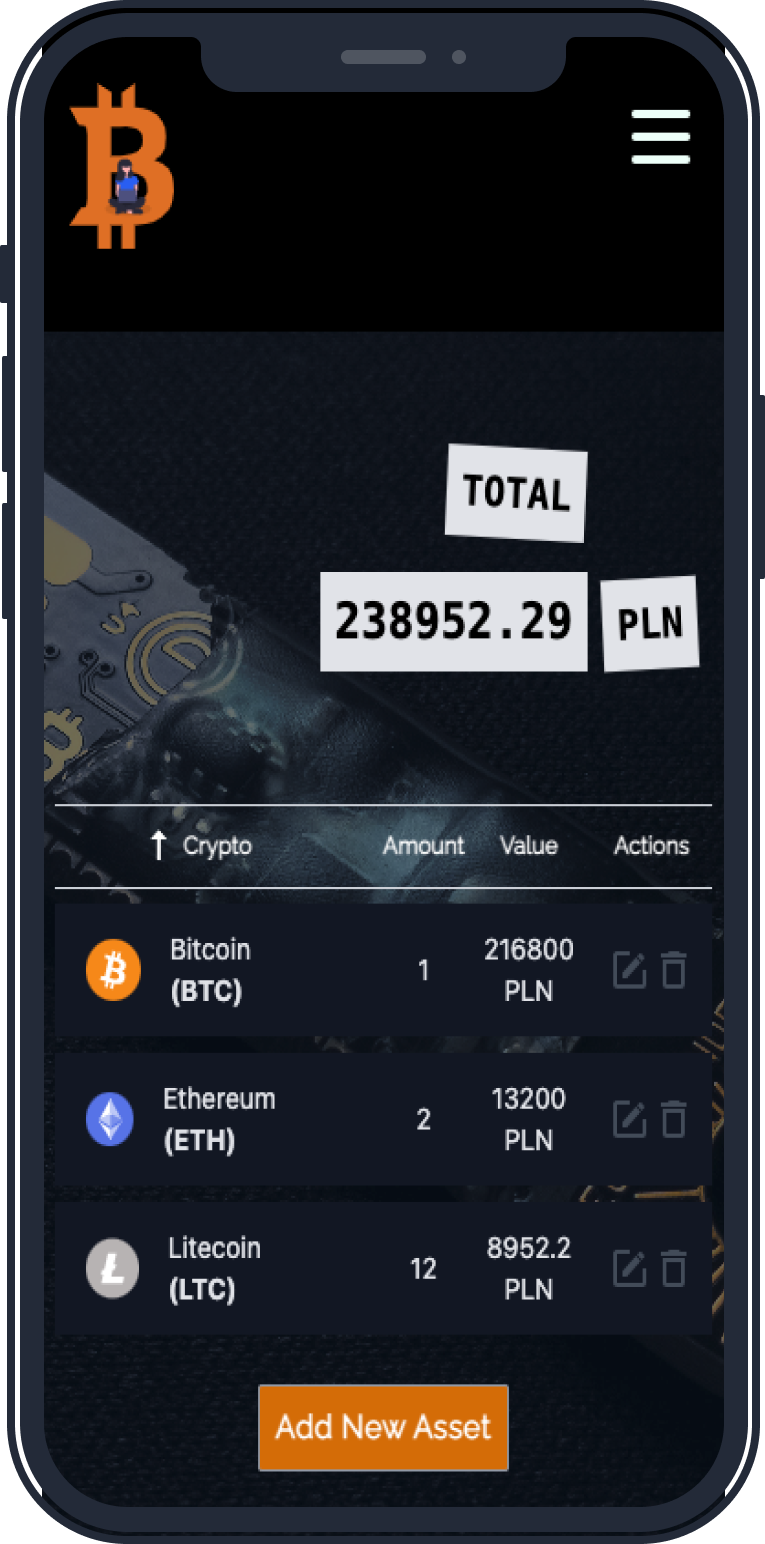 TOTAL
238952.29 PLN
↑ Crypto Amount Value Actions
Bitcoin
(BTC)
1
216800
PLN
Ethereum
(ETH)
2
13200
PLN
Litecoin
(LTC)
12
8952.2
PLN
Add New Asset